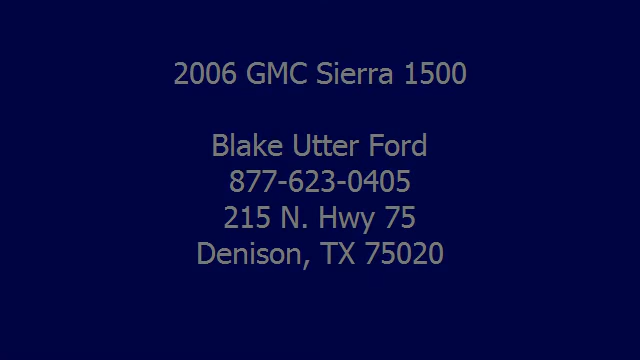 2006 GMC Sierra 1500
Blake Utter Ford
877-623-0405
215 N. Hwy 75
Denison, TX 75020